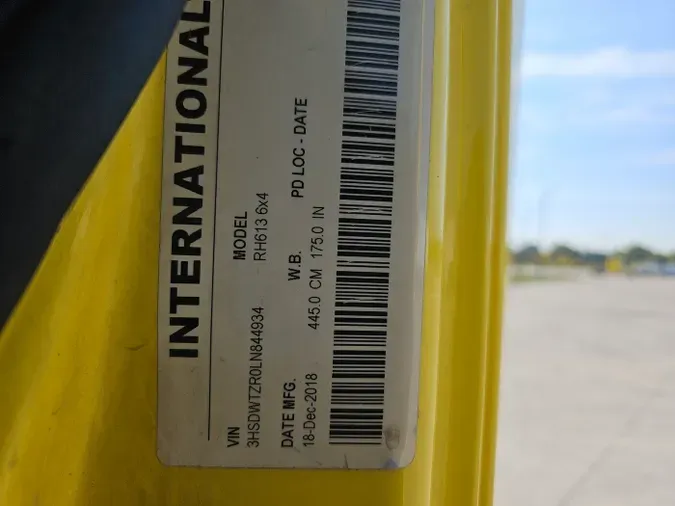 INTERNATIONAL
VIN MODEL
3HSDWTZR0LN844934 RH613 6x4
DATE MFG. W.B. PD LOC - DATE
18-Dec-2018 445.0 CM 175.0 IN